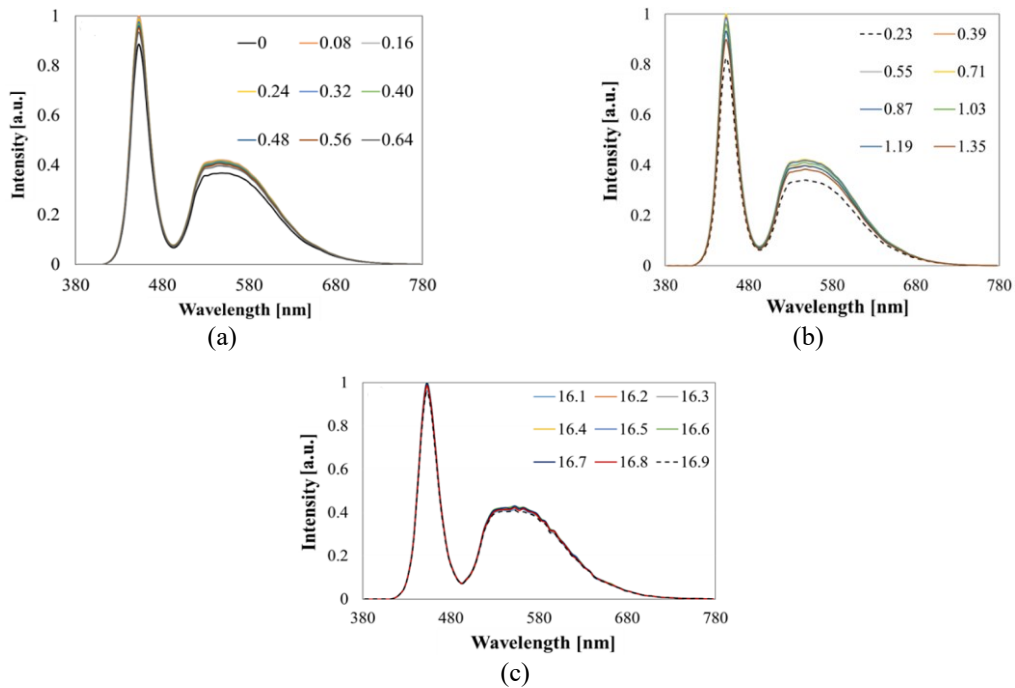 1
0.8
0.6
0.4
0.2
0
Intensity [a.u.]
0 0.08 0.16
0.24 0.32 0.40
0.48 0.56 0.64
380 480 580 680 780
Wavelength [nm]
(a)
1
0.8
0.6
0.4
0.2
0
Intensity [a.u.]
0.23 0.39
0.55 0.71
0.87 1.03
1.19 1.35
380 480 580 680 780
Wavelength [nm]
(b)
1
0.8
0.6
0.4
0.2
0
Intensity [a.u.]
16.1 16.2 16.3
16.4 16.5 16.6
16.7 16.8 16.9
380 480 580 680 780
Wavelength [nm]
(c)